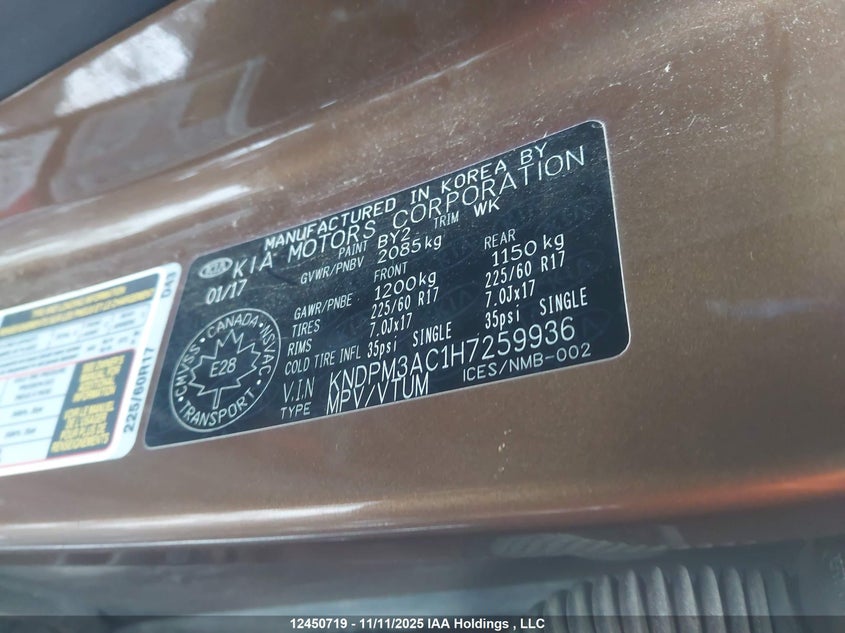 MANUFACTURED IN KOREA BY
KIA KIA MOTORS CORPORATION
01/17 PAINT BY2 TRIM WK
GVWR/PNBV 2085kg
FRONT REAR
GAWR/PNBE 1200kg 1150kg
TIRES 225/60 R17 225/60 R17
RIMS 7.0Jx17 7.0Jx17
COLD TIRE INFL 35psi SINGLE 35psi SINGLE
V.I.N KNDPM3AC1H7259936
TYPE MPV/VTUM ICES/NMB-002
CANADA
CMVSA NSVAC
E28
TRANSPORT
D43
225/60R17
12450719 - 11/11/2025 IAA Holdings , LLC